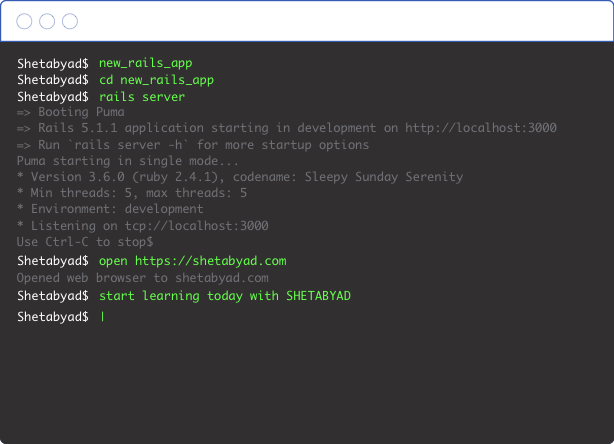 Shetabyad$ new_rails_app
Shetabyad$ cd new_rails_app
Shetabyad$ rails server
=> Booting Puma
=> Rails 5.1.1 application starting in development on http://localhost:3000
=> Run `rails server -h` for more startup options
Puma starting in single mode...
* Version 3.6.0 (ruby 2.4.1), codename: Sleepy Sunday Serenity
* Min threads: 5, max threads: 5
* Environment: development
* Listening on tcp://localhost:3000
Use Ctrl-C to stop$
Shetabyad$ open https://shetabyad.com
Opened web browser to shetabyad.com
Shetabyad$ start learning today with SHETABYAD
Shetabyad$ |